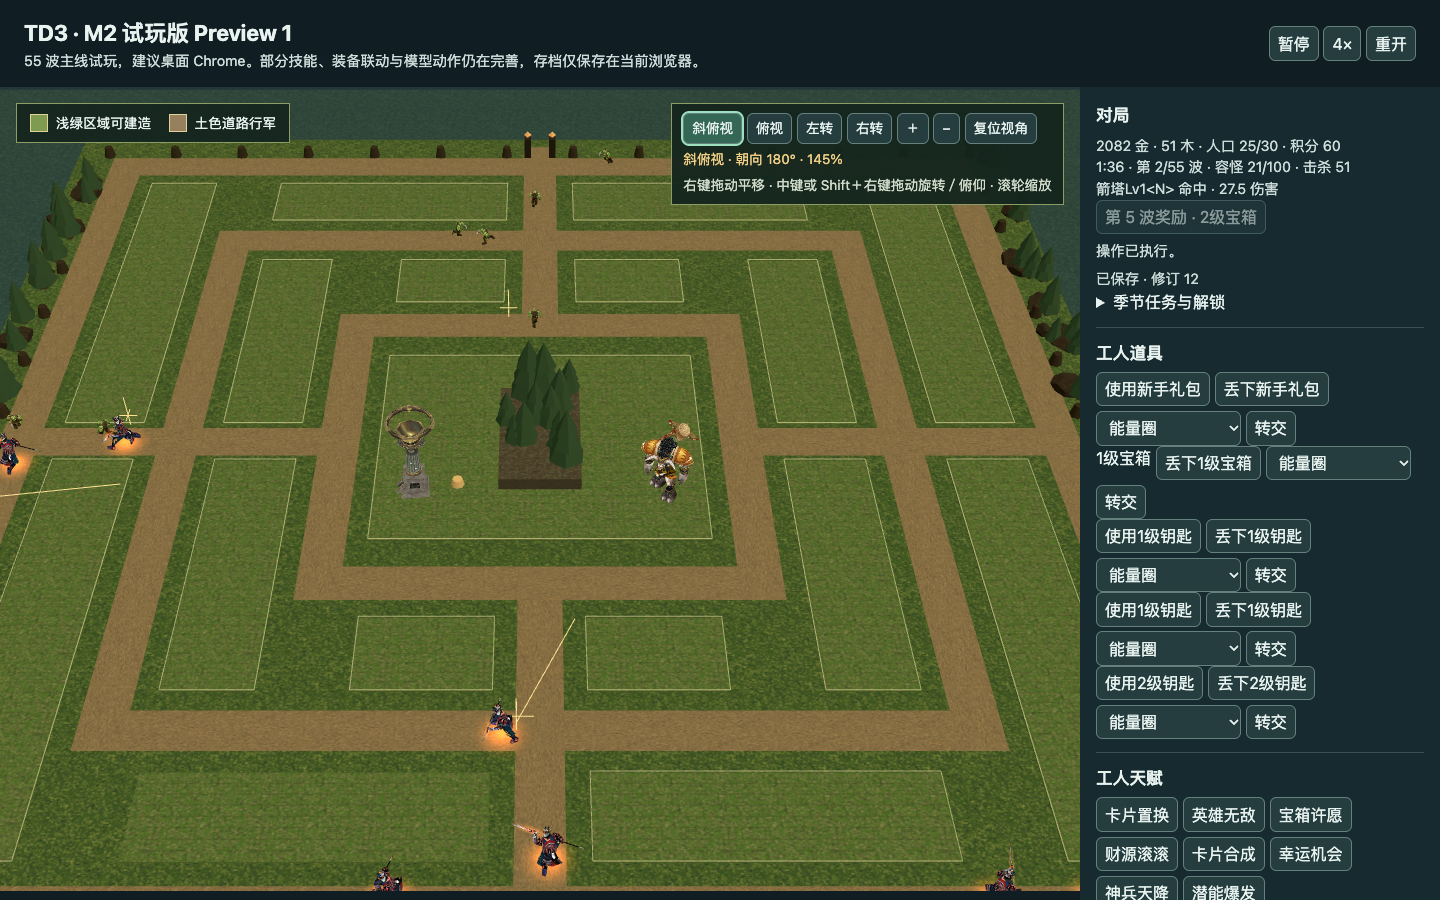 TD3 · M2 试玩版 Preview 1
55 波主线试玩，建议桌面 Chrome。部分技能、装备联动与模型动作仍在完善，存档仅保存在当前浏览器。
暂停 4× 重开
浅绿区域可建造 土色道路行军
斜俯视 俯视 左转 右转 + − 复位视角
斜俯视 · 朝向 180° · 145%
右键拖动平移 · 中键或 Shift＋右键拖动旋转 / 俯仰 · 滚轮缩放
对局
2082 金 · 51 木 · 人口 25/30 · 积分 60
1:36 · 第 2/55 波 · 容怪 21/100 · 击杀 51
箭塔Lv1<N> 命中 · 27.5 伤害
第 5 波奖励 · 2级宝箱
操作已执行。
已保存 · 修订 12
▶ 季节任务与解锁
工人道具
使用新手礼包 丢下新手礼包
能量圈 转交
1级宝箱 丢下1级宝箱 能量圈
转交
使用1级钥匙 丢下1级钥匙
能量圈 转交
使用1级钥匙 丢下1级钥匙
能量圈 转交
使用2级钥匙 丢下2级钥匙
能量圈 转交
工人天赋
卡片置换 英雄无敌 宝箱许愿
财源滚滚 卡片合成 幸运机会
神兵天降 潜能爆发